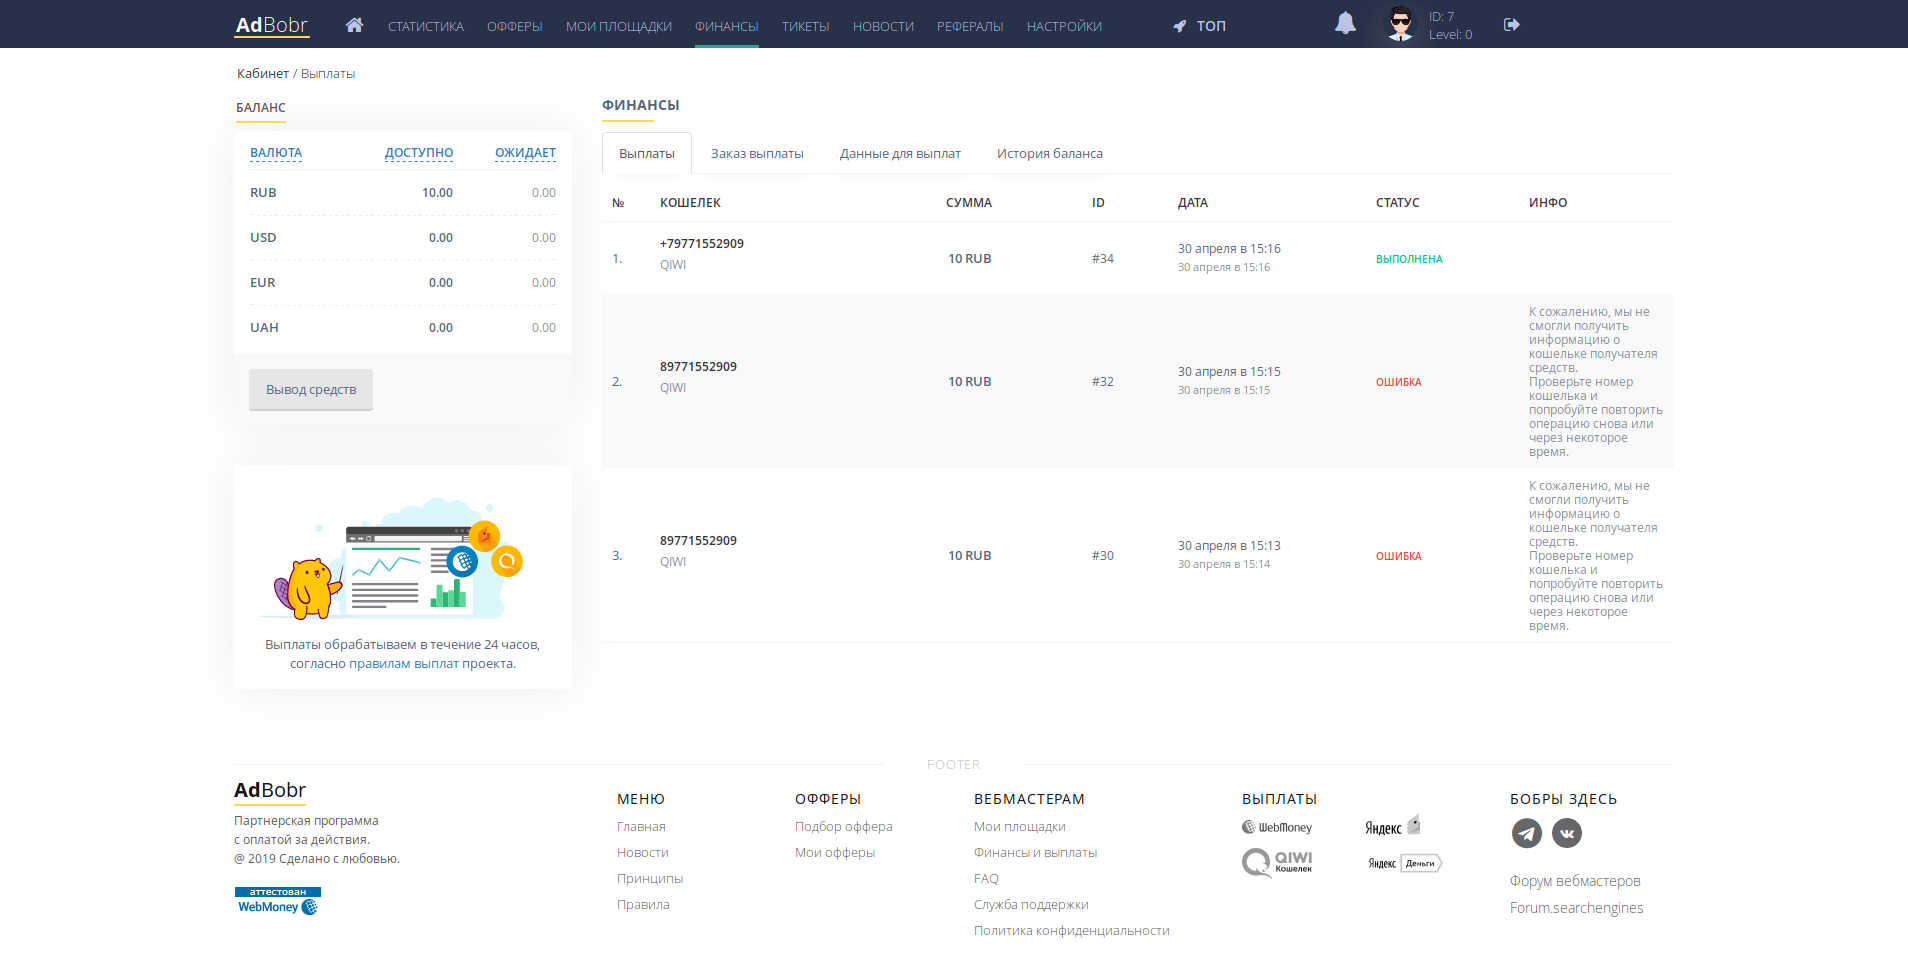 AdBobr
СТАТИСТИКА
ОФФЕРЫ
МОИ ПЛОЩАДКИ
ФИНАНСЫ
ТИКЕТЫ
НОВОСТИ
РЕФЕРАЛЫ
НАСТРОЙКИ
ТОП
ID: 7
Level: 0
Кабинет / Выплаты
БАЛАНС
ВАЛЮТА ДОСТУПНО ОЖИДАЕТ
RUB 10.00 0.00
USD 0.00 0.00
EUR 0.00 0.00
UAH 0.00 0.00
Вывод средств
Выплаты обрабатываем в течение 24 часов,
согласно правилам выплат проекта.
ФИНАНСЫ
Выплаты
Заказ выплаты
Данные для выплат
История баланса
№ КОШЕЛЕК СУММА ID ДАТА СТАТУС ИНФО
1.
+79771552909
QIWI
10 RUB
#34
30 апреля в 15:16
30 апреля в 15:16
ВЫПОЛНЕНА
2.
89771552909
QIWI
10 RUB
#32
30 апреля в 15:15
30 апреля в 15:15
ОШИБКА
К сожалению, мы не
смогли получить
информацию о
кошельке получателя
средств.
Проверьте номер
кошелька и
попробуйте повторить
операцию снова или
через некоторое
время.
3.
89771552909
QIWI
10 RUB
#30
30 апреля в 15:13
30 апреля в 15:14
ОШИБКА
К сожалению, мы не
смогли получить
информацию о
кошельке получателя
средств.
Проверьте номер
кошелька и
попробуйте повторить
операцию снова или
через некоторое
время.
FOOTER
AdBobr
Партнерская программа
с оплатой за действия.
@ 2019 Сделано с любовью.
аттестован
WebMoney
МЕНЮ
Главная
Новости
Принципы
Правила
ОФФЕРЫ
Подбор оффера
Мои офферы
ВЕБМАСТЕРАМ
Мои площадки
Финансы и выплаты
FAQ
Служба поддержки
Политика конфиденциальности
ВЫПЛАТЫ
WebMoney
Яндекс
QIWI
Кошелек
Яндекс Деньги
БОБРЫ ЗДЕСЬ
Форум вебмастеров
Forum.searchengines